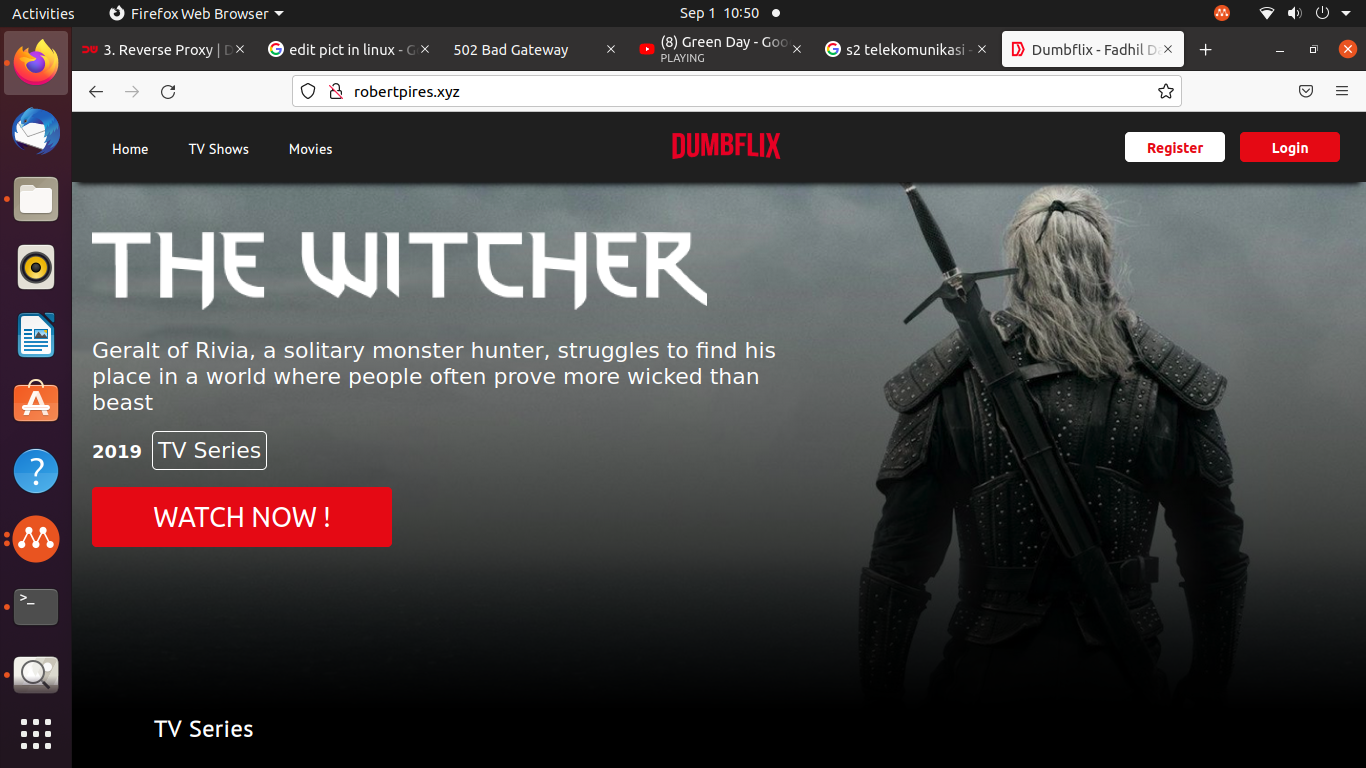 Activities
Firefox Web Browser
Sep 1 10:50
3. Reverse Proxy | D
edit pict in linux - G
502 Bad Gateway
(8) Green Day - Goo
PLAYING
s2 telekomunikasi -
Dumbflix - Fadhil Da
robertpires.xyz
Home
TV Shows
Movies
DUMBFLIX
Register
Login
THE WITCHER
Geralt of Rivia, a solitary monster hunter, struggles to find his
place in a world where people often prove more wicked than
beast
2019
TV Series
WATCH NOW !
TV Series